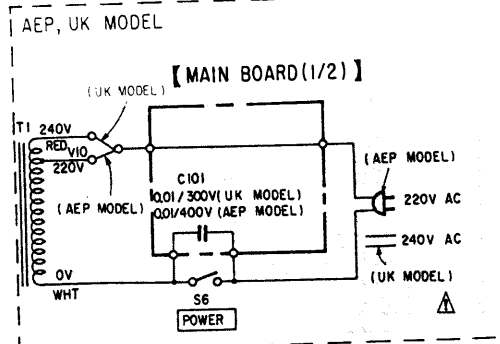 AEP, UK MODEL
【MAIN BOARD(1/2)】
(UK MODEL)
T1
240V
RED
VIO
220V
(AEP MODEL)
C101
0.01/300V(UK MODEL)
0.01/400V(AEP MODEL)
(AEP MODEL)
220V AC
240V AC
(UK MODEL)
0V
WHT
S6
POWER